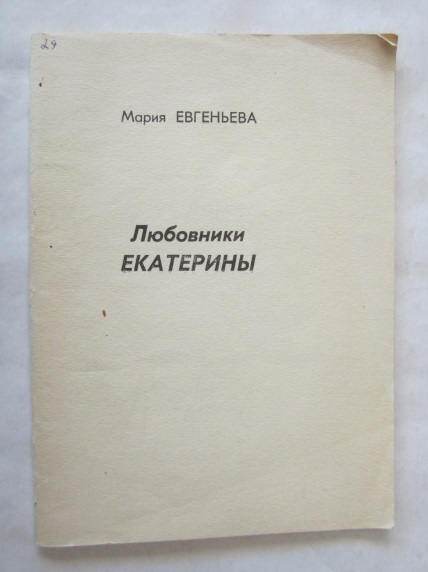 29
Мария ЕВГЕНЬЕВА
Любовники
ЕКАТЕРИНЫ